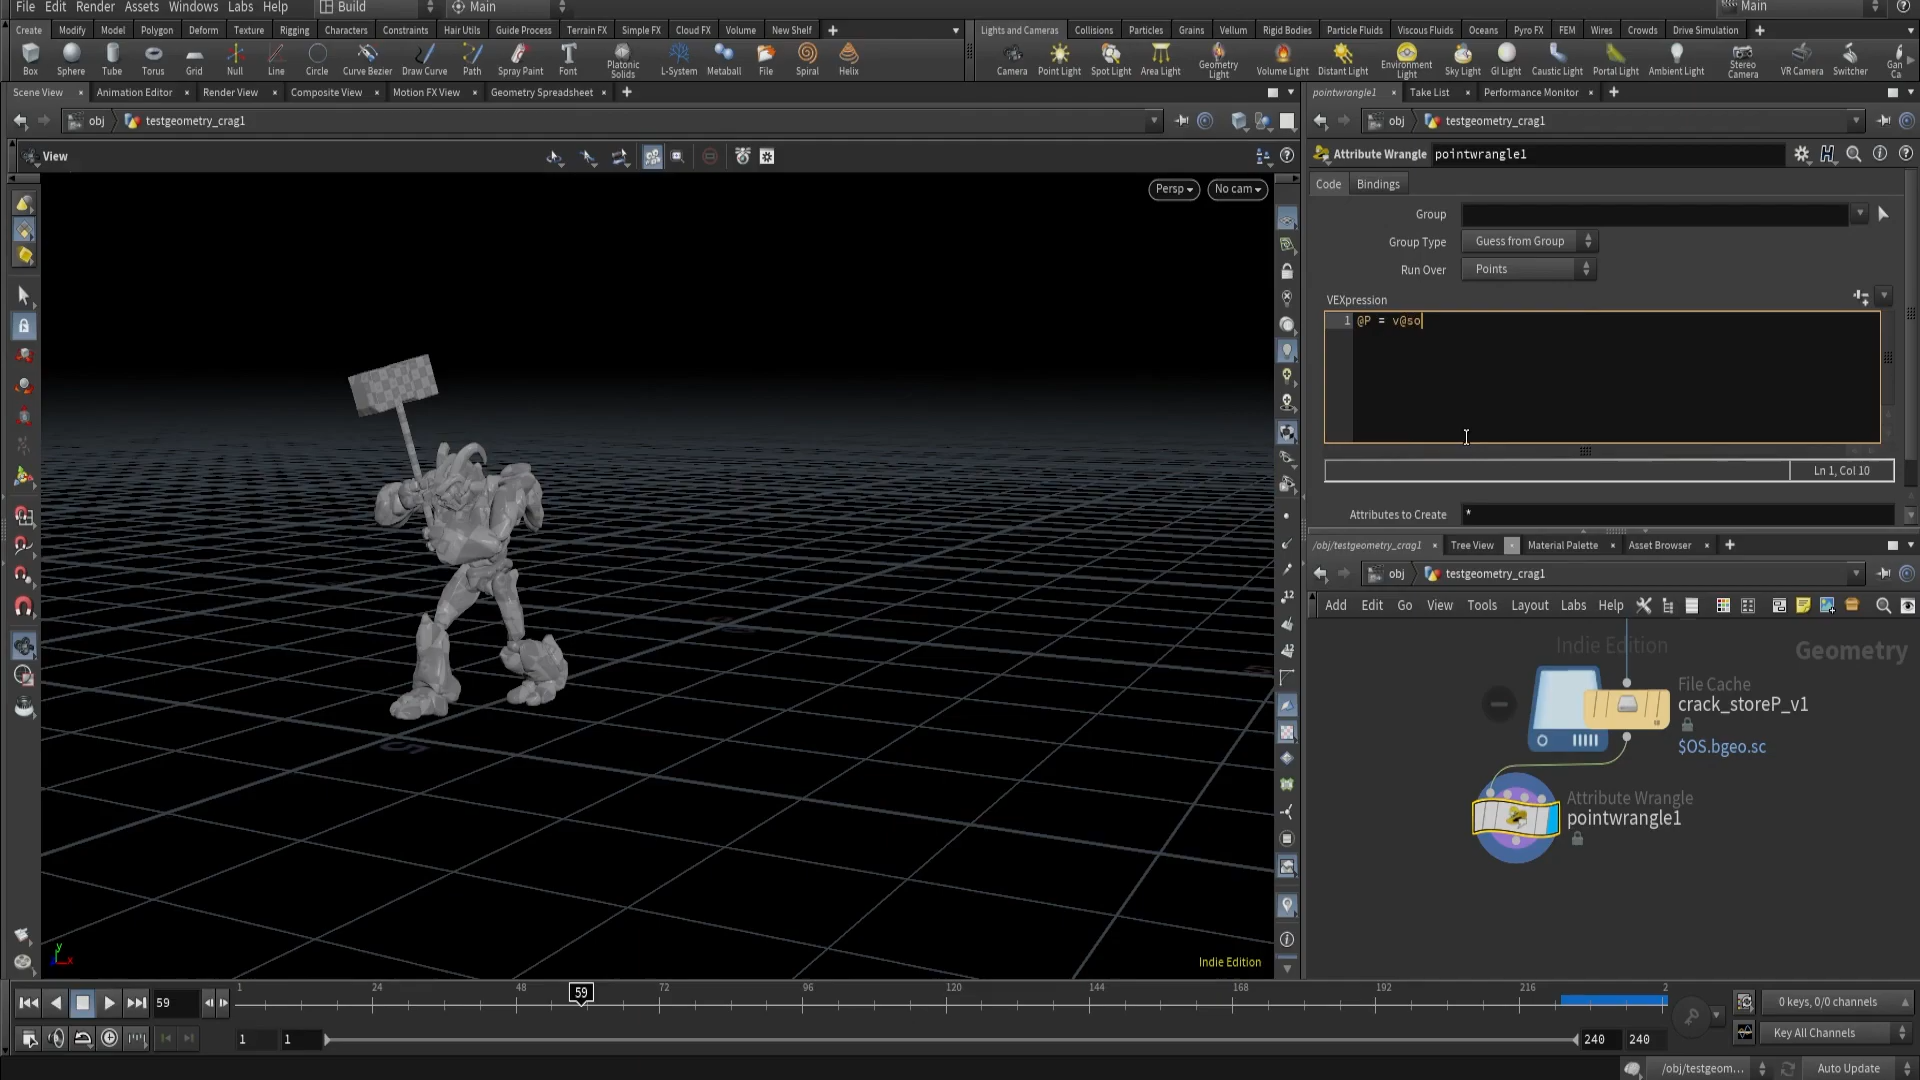 File Edit Render Assets Windows Labs Help Build Main Main
Create Modify Model Polygon Deform Texture Rigging Characters Constraints Hair Utils Guide Process Terrain FX Simple FX Cloud FX Volume New Shelf
Lights and Cameras Collisions Particles Grains Vellum Rigid Bodies Particle Fluids Viscous Fluids Oceans Pyro FX FEM Wires Crowds Drive Simulation
Box Sphere Tube Torus Grid Null Line Circle Curve Bezier Draw Curve Path Spray Paint Font Platonic Solids L-System Metaball File Spiral Helix
Camera Point Light Spot Light Area Light Geometry Light Volume Light Distant Light Environment Light Sky Light GI Light Caustic Light Portal Light Ambient Light Stereo Camera VR Camera Switcher
Scene View Animation Editor Render View Composite View Motion FX View Geometry Spreadsheet
pointwrangle1 Take List Performance Monitor
obj testgeometry_crag1
obj testgeometry_crag1
View
Persp No cam
Attribute Wrangle pointwrangle1
Code Bindings
Group
Group Type Guess from Group
Run Over Points
VEXpression
1 @P = v@so
Ln 1, Col 10
Attributes to Create *
/obj/testgeometry_crag1 Tree View Material Palette Asset Browser
obj testgeometry_crag1
Add Edit Go View Tools Layout Labs Help
Indie Edition
Geometry
File Cache
crack_storeP_v1
$OS.bgeo.sc
Attribute Wrangle
pointwrangle1
Indie Edition
59
1 24 48 59 72 96 120 144 168 192 216 2
0 keys, 0/0 channels
1 1 240 240
Key All Channels
/obj/testgeom... Auto Update